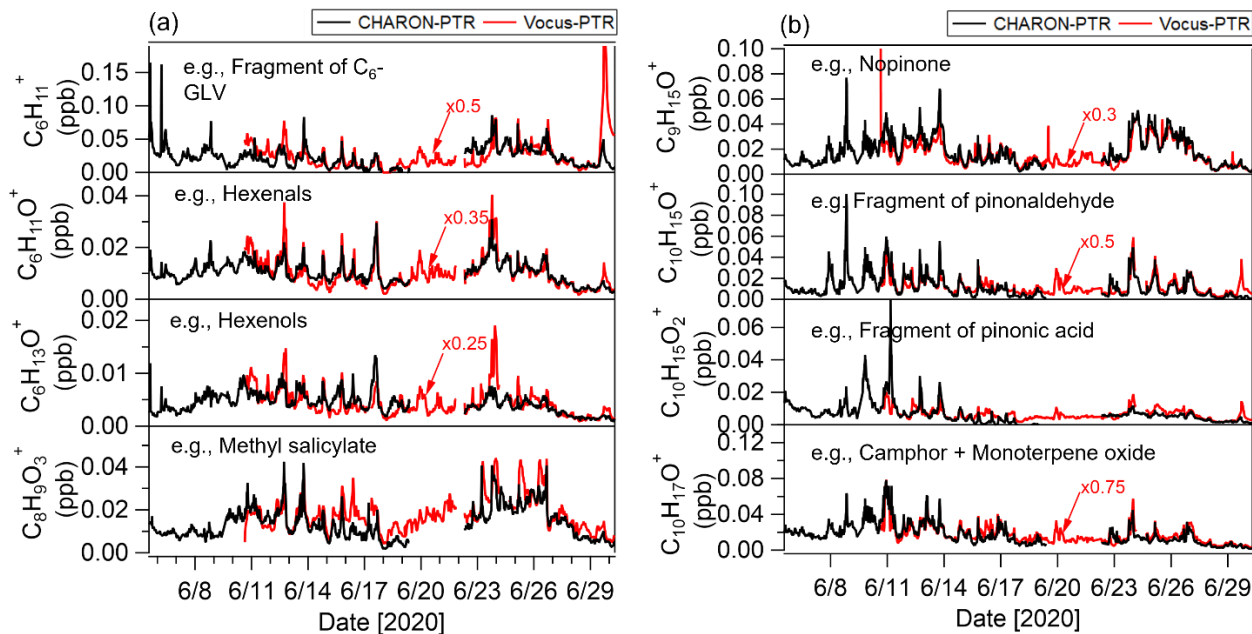 (a)
CHARON-PTR Vocus-PTR
C₆H₁₁⁺
(ppb)
0.15
0.10
0.05
0.00
e.g., Fragment of C₆-
GLV
x0.5
C₆H₁₁O⁺
(ppb)
0.04
0.02
0.00
e.g., Hexenals
x0.35
C₆H₁₃O⁺
(ppb)
0.02
0.01
0.00
e.g., Hexenols
x0.25
C₈H₉O₃⁺
(ppb)
0.04
0.02
0.00
e.g., Methyl salicylate
6/8 6/11 6/14 6/17 6/20 6/23 6/26 6/29
Date [2020]
(b)
CHARON-PTR Vocus-PTR
C₉H₁₅O⁺
(ppb)
0.10
0.08
0.06
0.04
0.02
0.00
e.g., Nopinone
x0.3
C₁₀H₁₅O⁺
(ppb)
0.10
0.08
0.06
0.04
0.02
0.00
e.g Fragment of pinonaldehyde
x0.5
C₁₀H₁₅O₂⁺
(ppb)
0.06
0.04
0.02
0.00
e.g., Fragment of pinonic acid
C₁₀H₁₇O⁺
(ppb)
0.12
0.08
0.04
0.00
e.g., Camphor + Monoterpene oxide
x0.75
6/8 6/11 6/14 6/17 6/20 6/23 6/26 6/29
Date [2020]